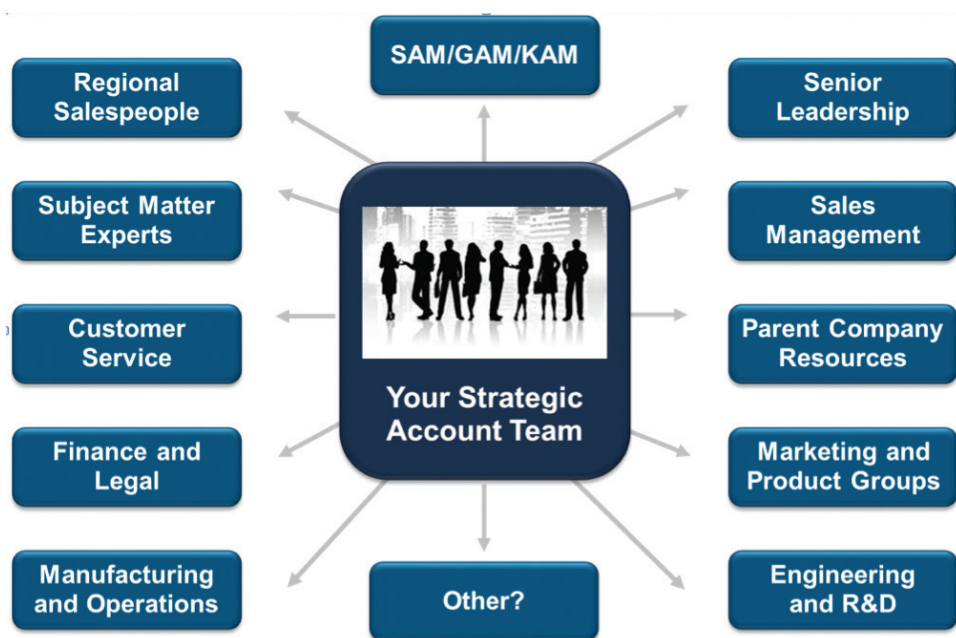 SAM/GAM/KAM
Regional
Salespeople
Senior
Leadership
Subject Matter
Experts
Sales
Management
Customer
Service
Parent Company
Resources
Your Strategic
Account Team
Finance and
Legal
Marketing and
Product Groups
Manufacturing
and Operations
Other?
Engineering
and R&D